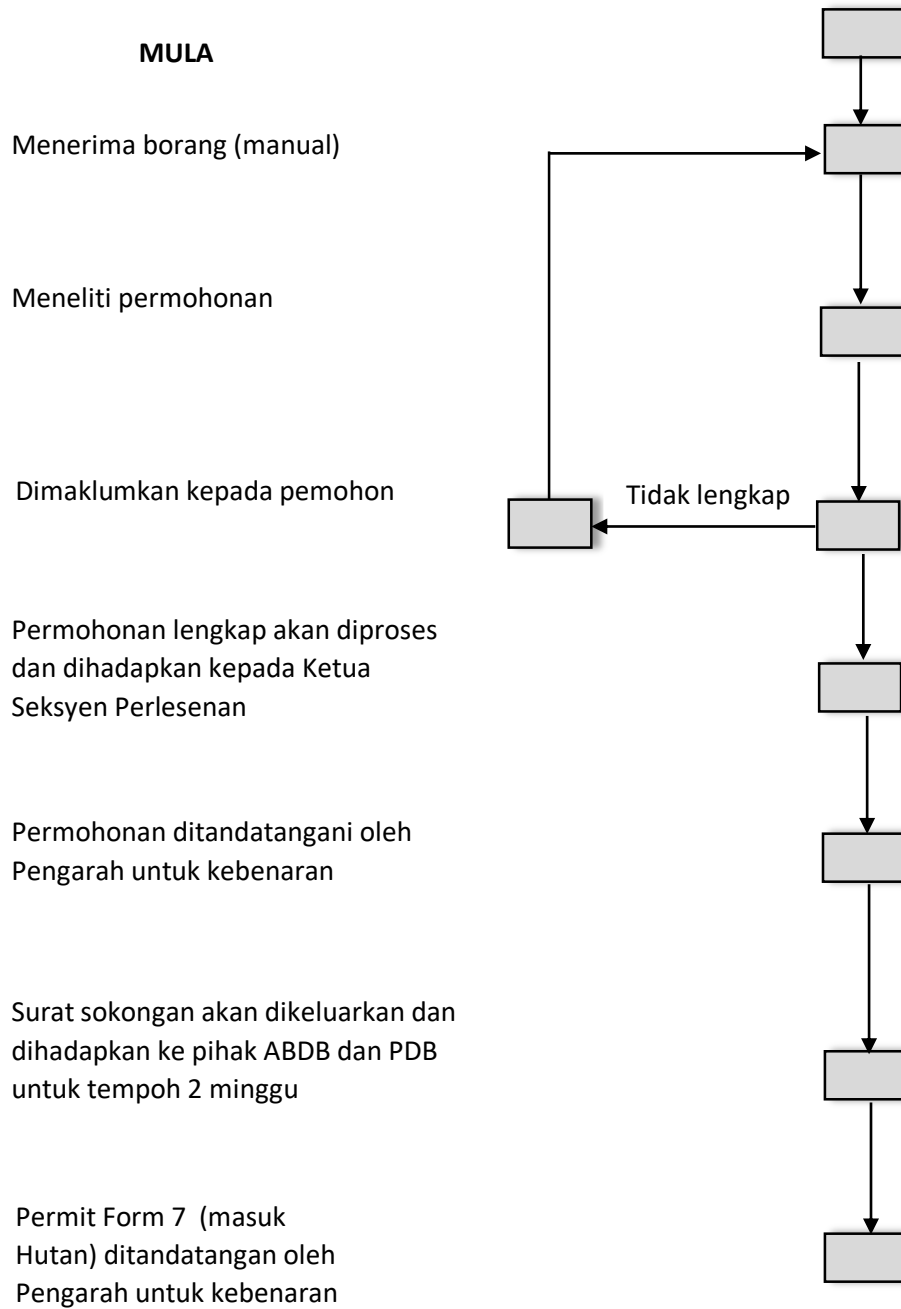 MULA
Menerima borang (manual)
Meneliti permohonan
Dimaklumkan kepada pemohon
Tidak lengkap
Permohonan lengkap akan diproses
dan dihadapkan kepada Ketua
Seksyen Perlesenan
Permohonan ditandatangani oleh
Pengarah untuk kebenaran
Surat sokongan akan dikeluarkan dan
dihadapkan ke pihak ABDB dan PDB
untuk tempoh 2 minggu
Permit Form 7 (masuk
Hutan) ditandatangan oleh
Pengarah untuk kebenaran